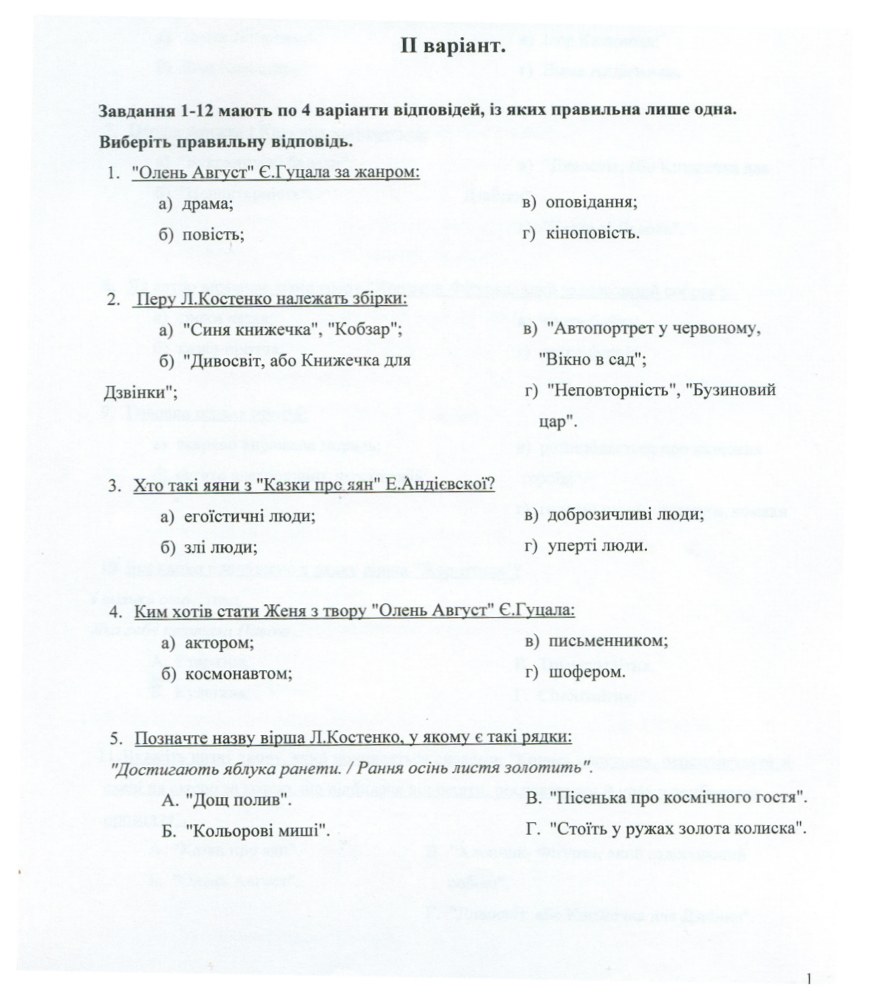 II варіант.
Завдання 1-12 мають по 4 варіанти відповідей, із яких правильна лише одна.
Виберіть правильну відповідь.
1. "Олень Август" Є.Гуцала за жанром:
а) драма;
б) повість;
в) оповідання;
г) кіноповість.
2. Перу Л.Костенко належать збірки:
а) "Синя книжечка", "Кобзар";
б) "Дивосвіт, або Книжечка для
Дзвінки";
в) "Автопортрет у червоному,
"Вікно в сад";
г) "Неповторність", "Бузиновий
цар".
3. Хто такі яяни з "Казки про яян" Е.Андієвскої?
а) егоїстичні люди;
б) злі люди;
в) доброзичливі люди;
г) уперті люди.
4. Ким хотів стати Женя з твору "Олень Август" Є.Гуцала:
а) актором;
б) космонавтом;
в) письменником;
г) шофером.
5. Позначте назву вірша Л.Костенко, у якому є такі рядки:
"Достигають яблука ранети. / Рання осінь листя золотить".
А. "Дощ полив".
Б. "Кольорові миші".
В. "Пісенька про космічного гостя".
Г. "Стоїть у ружах золота колиска".
1